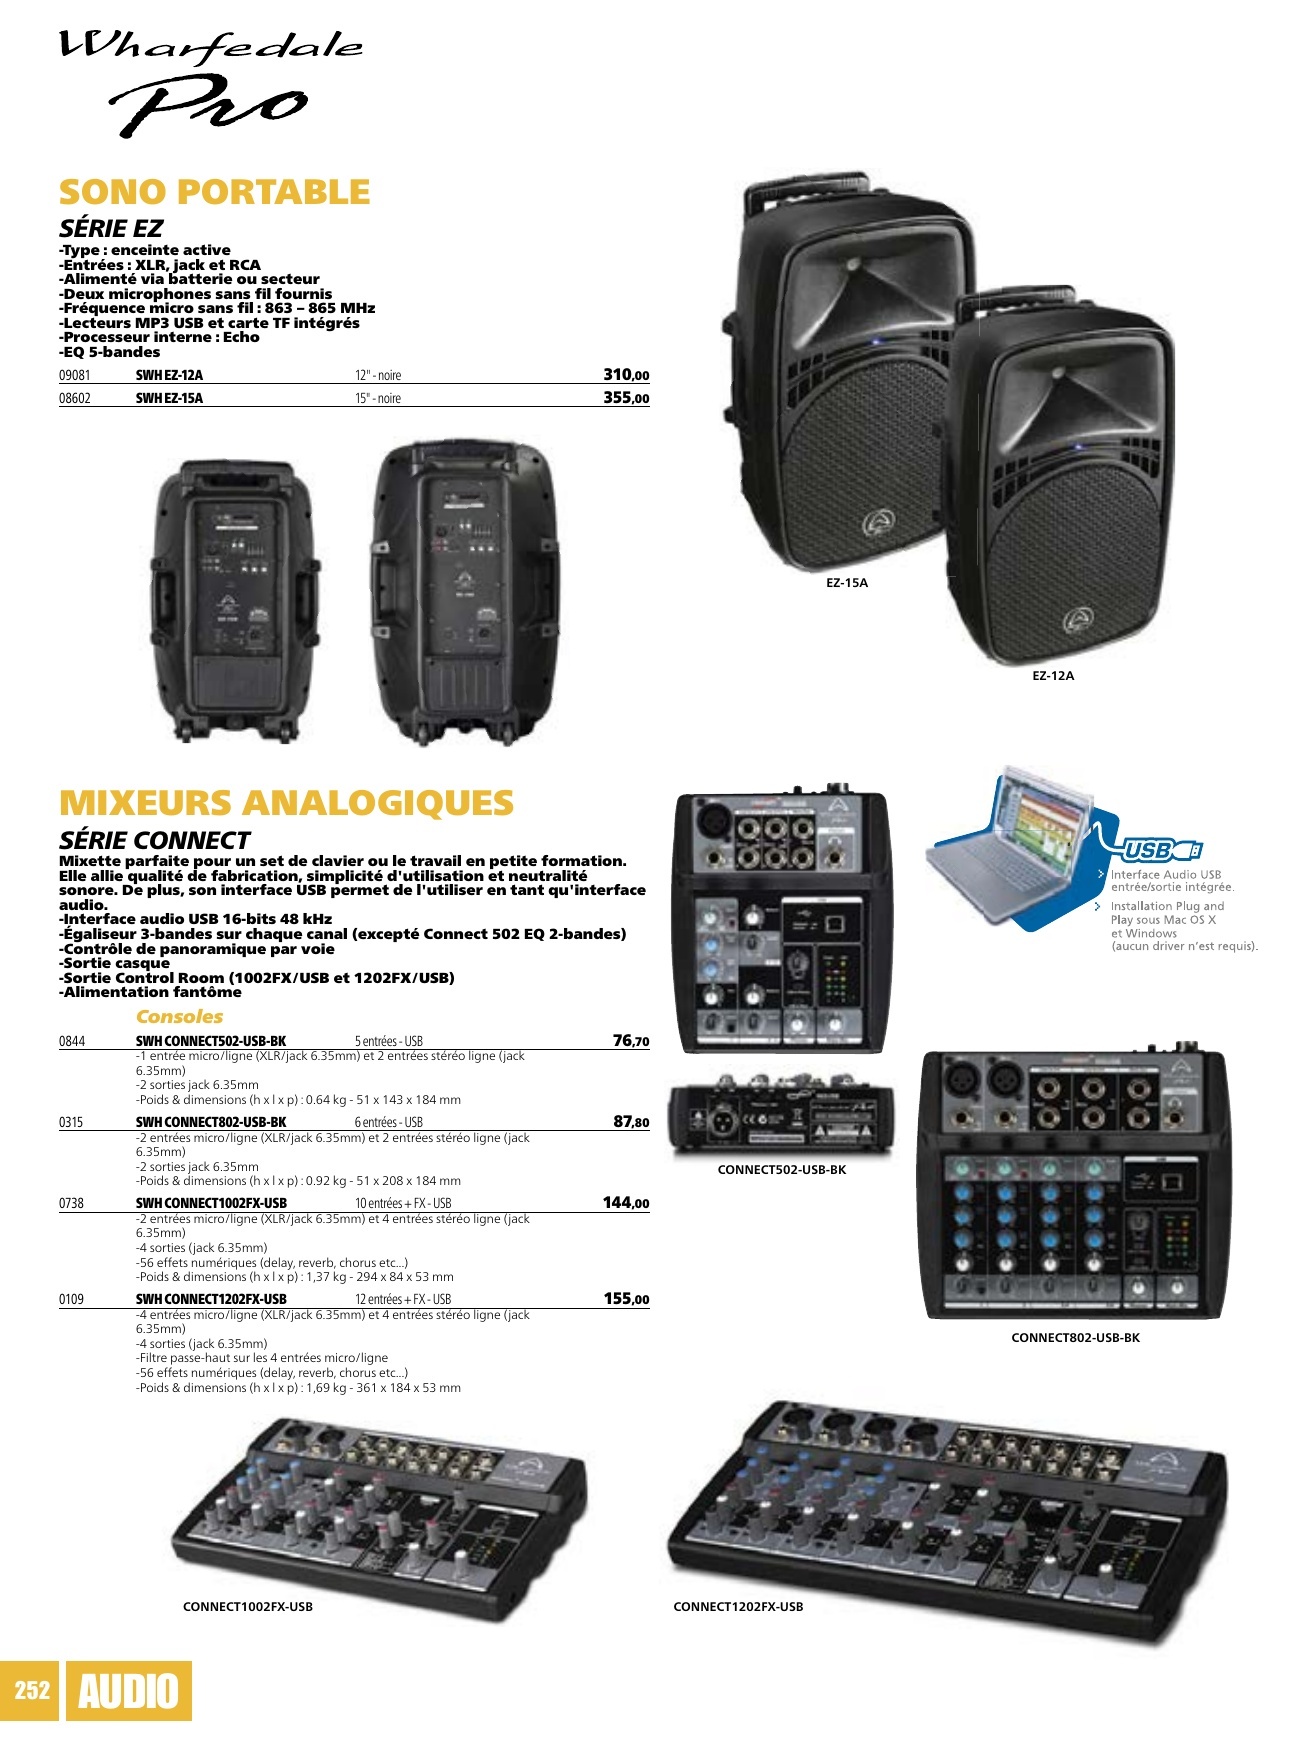 Wharfedale
Pro
SONO PORTABLE
SÉRIE EZ
-Type : enceinte active
-Entrées : XLR, jack et RCA
-Alimenté via batterie ou secteur
-Deux microphones sans fil fournis
-Fréquence micro sans fil : 863 – 865 MHz
-Lecteurs MP3 USB et carte TF intégrés
-Processeur interne : Echo
-EQ 5-bandes
09081 SWH EZ-12A 12" - noire 310,00
08602 SWH EZ-15A 15" - noire 355,00
EZ-15A
EZ-12A
MIXEURS ANALOGIQUES
SÉRIE CONNECT
Mixette parfaite pour un set de clavier ou le travail en petite formation.
Elle allie qualité de fabrication, simplicité d'utilisation et neutralité
sonore. De plus, son interface USB permet de l'utiliser en tant qu'interface
audio.
-Interface audio USB 16-bits 48 kHz
-Égaliseur 3-bandes sur chaque canal (excepté Connect 502 EQ 2-bandes)
-Contrôle de panoramique par voie
-Sortie casque
-Sortie Control Room (1002FX/USB et 1202FX/USB)
-Alimentation fantôme
Consoles
0844 SWH CONNECT502-USB-BK 5 entrées - USB 76,70
-1 entrée micro/ligne (XLR/jack 6.35mm) et 2 entrées stéréo ligne (jack
6.35mm)
-2 sorties jack 6.35mm
-Poids & dimensions (h x l x p) : 0.64 kg - 51 x 143 x 184 mm
0315 SWH CONNECT802-USB-BK 6 entrées - USB 87,80
-2 entrées micro/ligne (XLR/jack 6.35mm) et 2 entrées stéréo ligne (jack
6.35mm)
-2 sorties jack 6.35mm
-Poids & dimensions (h x l x p) : 0.92 kg - 51 x 208 x 184 mm
0738 SWH CONNECT1002FX-USB 10 entrées + FX - USB 144,00
-2 entrées micro/ligne (XLR/jack 6.35mm) et 4 entrées stéréo ligne (jack
6.35mm)
-4 sorties (jack 6.35mm)
-56 effets numériques (delay, reverb, chorus etc...)
-Poids & dimensions (h x l x p) : 1,37 kg - 294 x 84 x 53 mm
0109 SWH CONNECT1202FX-USB 12 entrées + FX - USB 155,00
-4 entrées micro/ligne (XLR/jack 6.35mm) et 4 entrées stéréo ligne (jack
6.35mm)
-4 sorties (jack 6.35mm)
-Filtre passe-haut sur les 4 entrées micro/ligne
-56 effets numériques (delay, reverb, chorus etc...)
-Poids & dimensions (h x l x p) : 1,69 kg - 361 x 184 x 53 mm
USB
Interface Audio USB
entrée/sortie intégrée.
Installation Plug and
Play sous Mac OS X
et Windows
(aucun driver n'est requis).
CONNECT502-USB-BK
CONNECT802-USB-BK
CONNECT1002FX-USB
CONNECT1202FX-USB
252 AUDIO